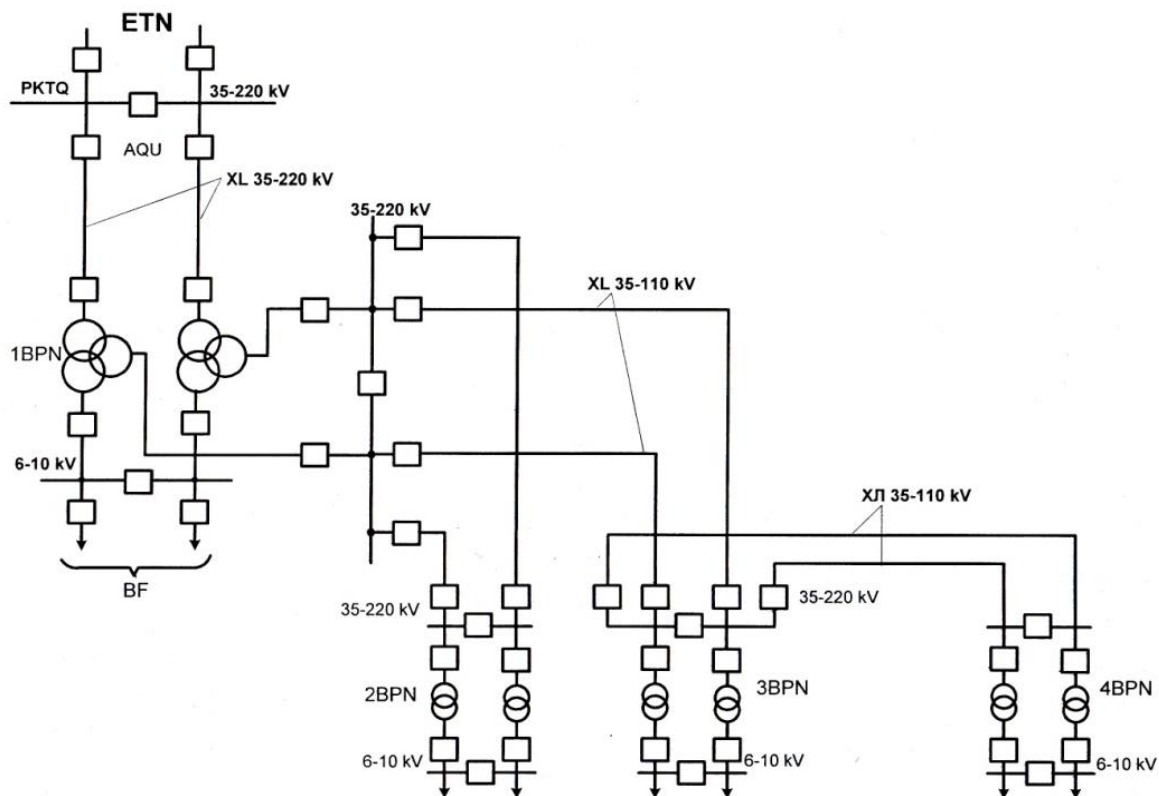 ETN
PKTQ
35-220 kV
AQU
XL 35-220 kV
35-220 kV
XL 35-110 kV
1BPN
6-10 kV
BF
ХЛ 35-110 kV
35-220 kV
35-220 kV
2BPN
3BPN
4BPN
6-10 kV
6-10 kV
6-10 kV